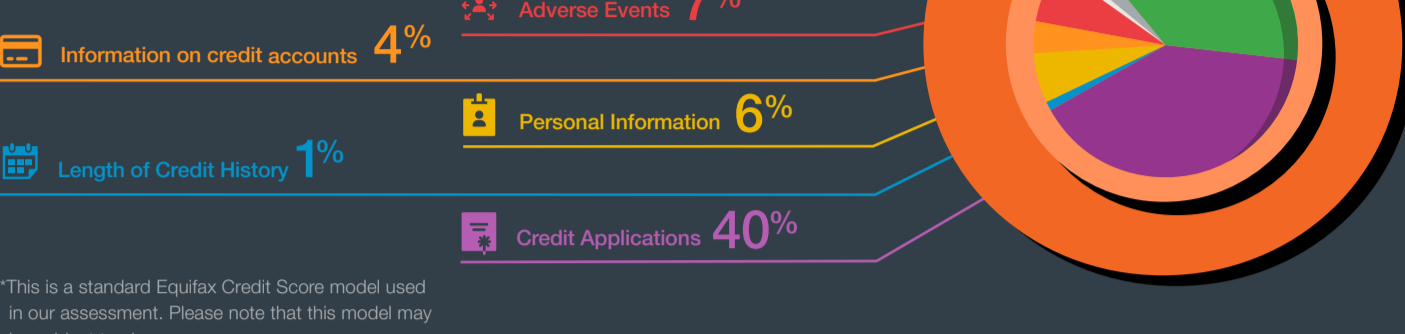 Adverse Events 7%
Information on credit accounts 4%
Personal Information 6%
Length of Credit History 1%
Credit Applications 40%
*This is a standard Equifax Credit Score model used
in our assessment. Please note that this model may